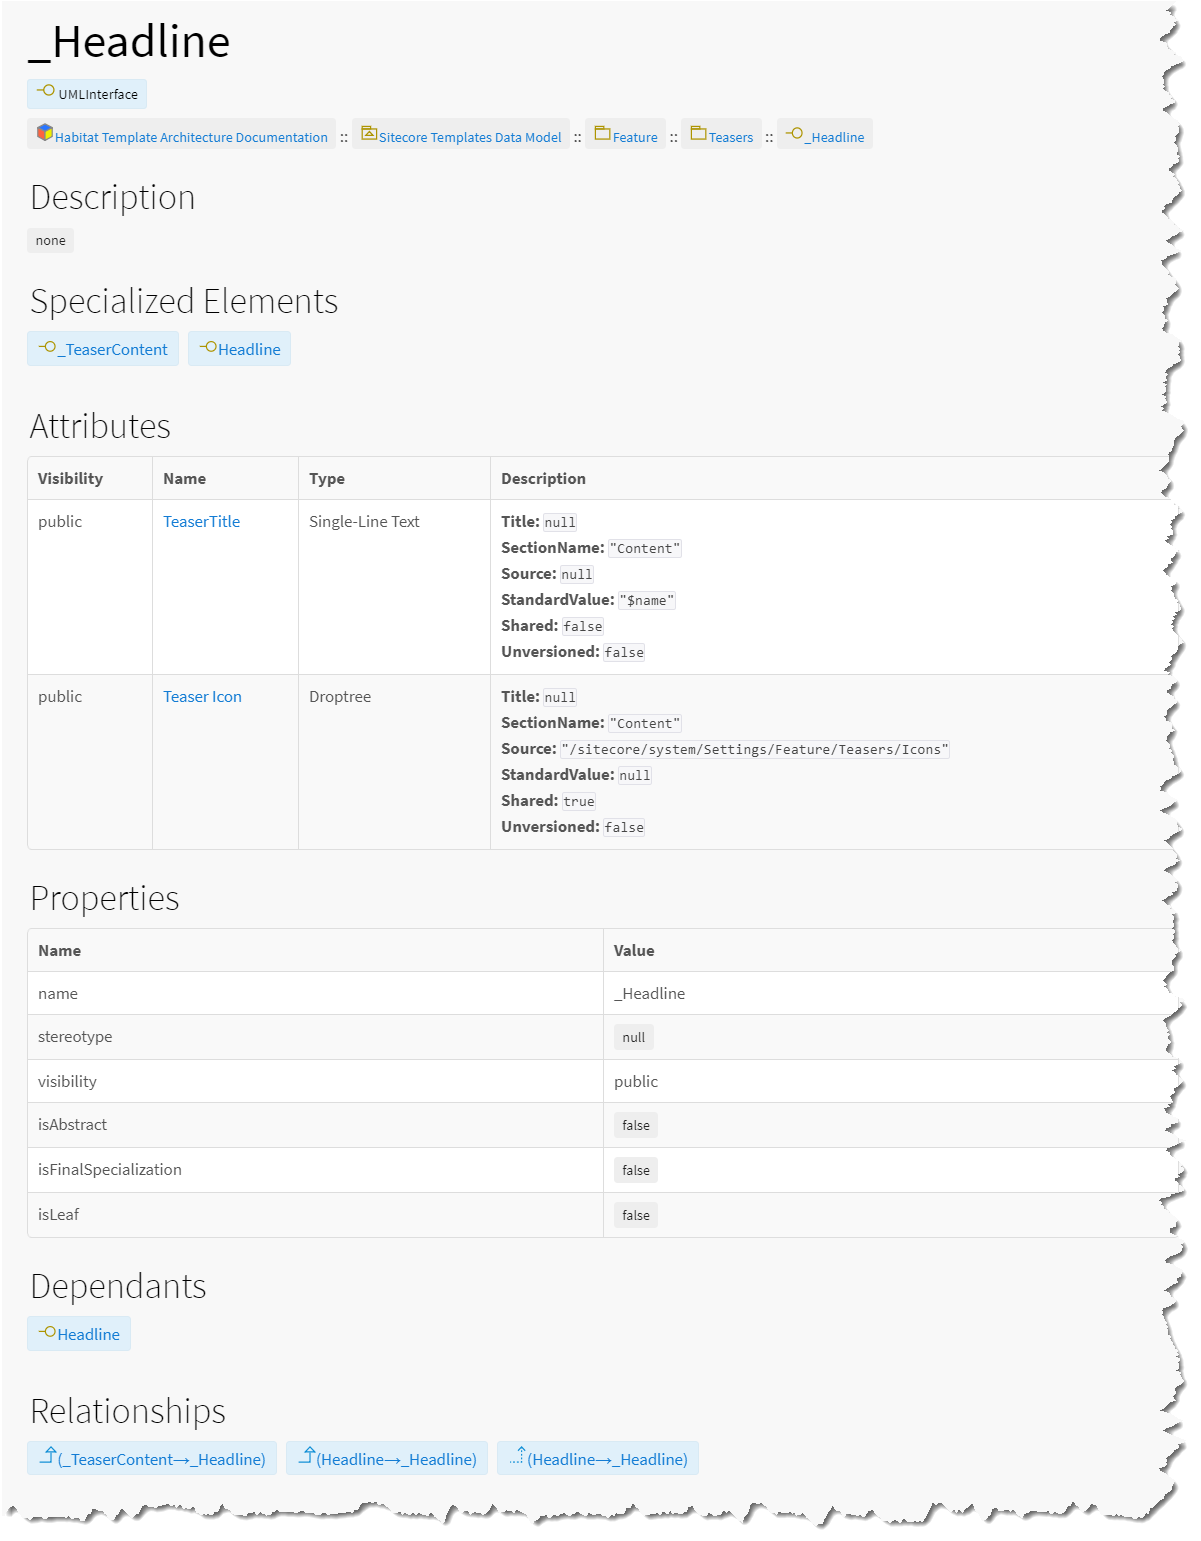 _Headline
UMLInterface
Habitat Template Architecture Documentation :: Sitecore Templates Data Model :: Feature :: Teasers :: _Headline
Description
none
Specialized Elements
_TeaserContent Headline
Attributes
Visibility Name Type Description
public TeaserTitle Single-Line Text Title: null
SectionName: "Content"
Source: null
StandardValue: "$name"
Shared: false
Unversioned: false
public Teaser Icon Droptree Title: null
SectionName: "Content"
Source: "/sitecore/system/Settings/Feature/Teasers/Icons"
StandardValue: null
Shared: true
Unversioned: false
Properties
Name Value
name _Headline
stereotype null
visibility public
isAbstract false
isFinalSpecialization false
isLeaf false
Dependants
Headline
Relationships
(_TeaserContent→_Headline) (Headline→_Headline) (Headline→_Headline)